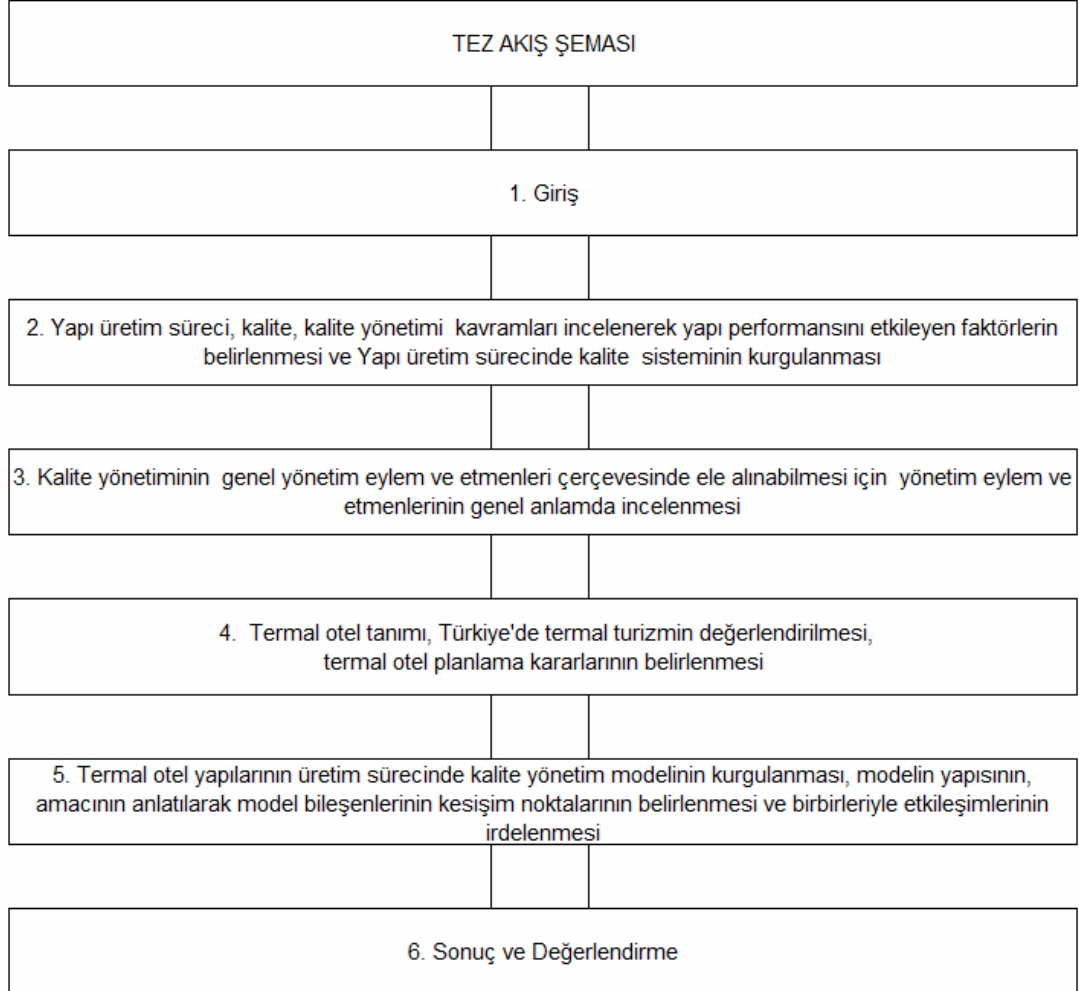 TEZ AKIŞ ŞEMASI
1. Giriş
2. Yapı üretim süreci, kalite, kalite yönetimi kavramları incelenerek yapı performansını etkileyen faktörlerin
belirlenmesi ve Yapı üretim sürecinde kalite sisteminin kurgulanması
3. Kalite yönetiminin genel yönetim eylem ve etmenleri çerçevesinde ele alınabilmesi için yönetim eylem ve
etmenlerinin genel anlamda incelenmesi
4. Termal otel tanımı, Türkiye'de termal turizmin değerlendirilmesi,
termal otel planlama kararlarının belirlenmesi
5. Termal otel yapılarının üretim sürecinde kalite yönetim modelinin kurgulanması, modelin yapısının,
amacının anlatılarak model bileşenlerinin kesişim noktalarının belirlenmesi ve birbirleriyle etkileşimlerinin
irdelenmesi
6. Sonuç ve Değerlendirme